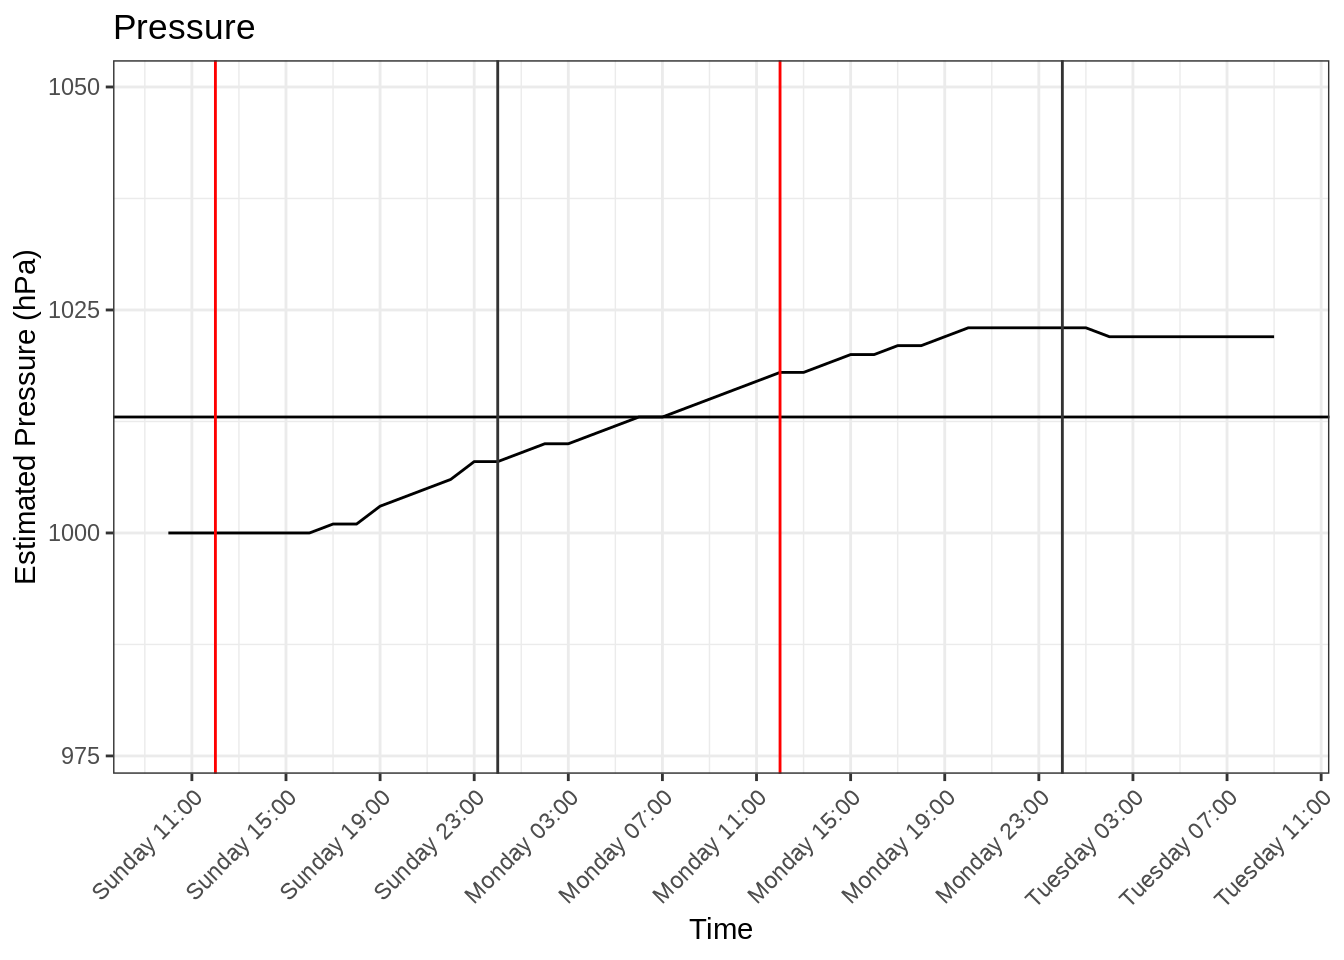 Pressure
Estimated Pressure (hPa)
1050
1025
1000
975
Sunday 11:00
Sunday 15:00
Sunday 19:00
Sunday 23:00
Monday 03:00
Monday 07:00
Monday 11:00
Monday 15:00
Monday 19:00
Monday 23:00
Tuesday 03:00
Tuesday 07:00
Tuesday 11:00
Time